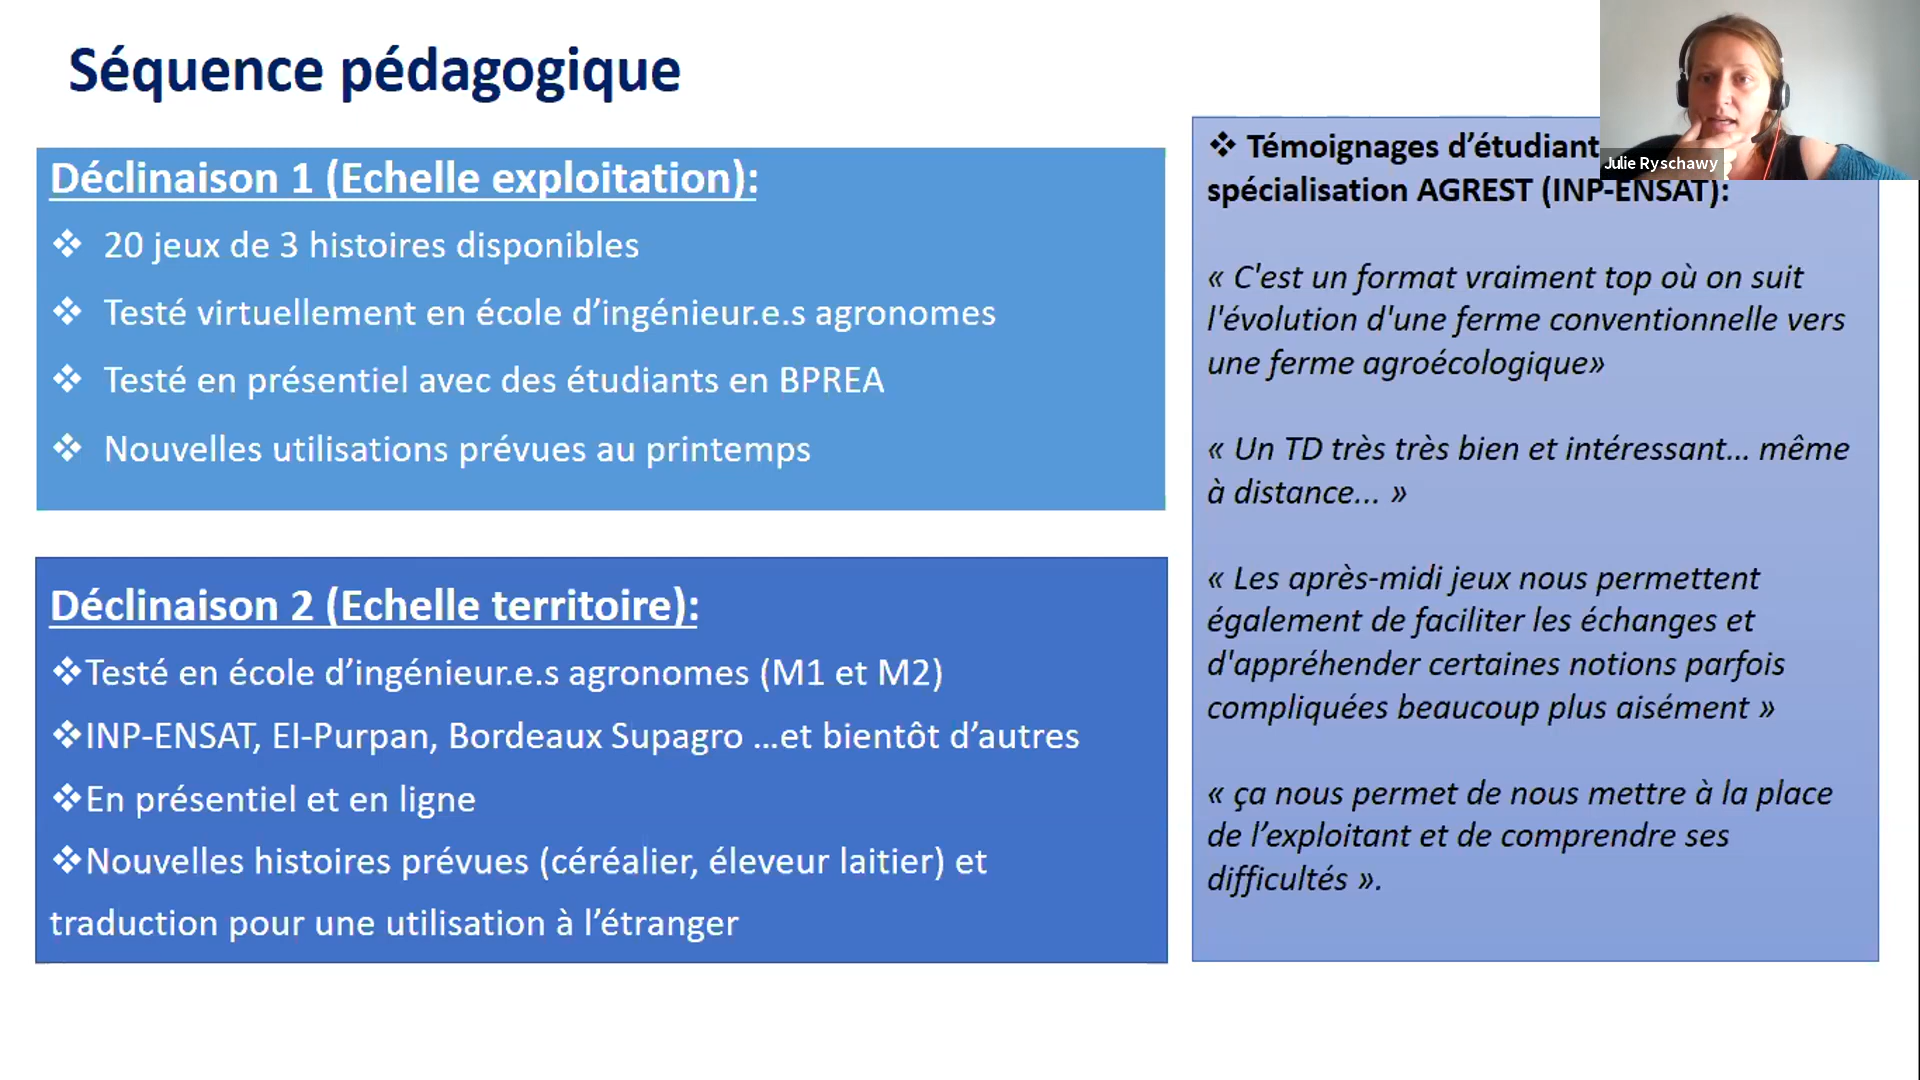 Séquence pédagogique
Déclinaison 1 (Echelle exploitation):
❖ 20 jeux de 3 histoires disponibles
❖ Testé virtuellement en école d’ingénieur.e.s agronomes
❖ Testé en présentiel avec des étudiants en BPREA
❖ Nouvelles utilisations prévues au printemps
Déclinaison 2 (Echelle territoire):
❖Testé en école d’ingénieur.e.s agronomes (M1 et M2)
❖INP-ENSAT, EI-Purpan, Bordeaux Supagro …et bientôt d’autres
❖En présentiel et en ligne
❖Nouvelles histoires prévues (céréalier, éleveur laitier) et
traduction pour une utilisation à l’étranger
❖ Témoignages d’étudiant
spécialisation AGREST (INP-ENSAT):
« C'est un format vraiment top où on suit
l'évolution d'une ferme conventionnelle vers
une ferme agroécologique»
« Un TD très très bien et intéressant... même
à distance... »
« Les après-midi jeux nous permettent
également de faciliter les échanges et
d'appréhender certaines notions parfois
compliquées beaucoup plus aisément »
« ça nous permet de nous mettre à la place
de l’exploitant et de comprendre ses
difficultés ».
Julie Ryschawy